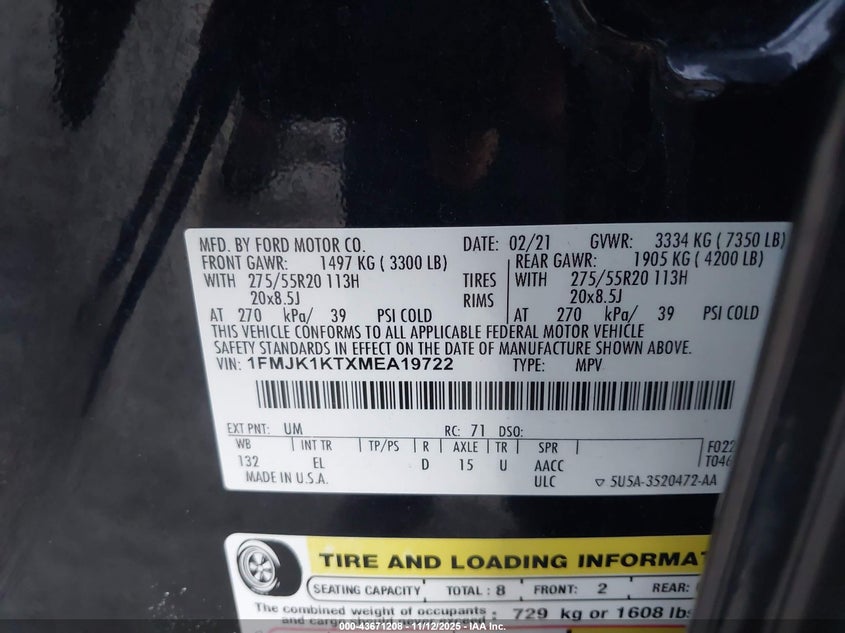 MFD. BY FORD MOTOR CO. DATE: 02/21 GVWR: 3334 KG ( 7350 LB)
FRONT GAWR: 1497 KG ( 3300 LB) REAR GAWR: 1905 KG ( 4200 LB)
WITH 275/55R20 113H TIRES WITH 275/55R20 113H
20x8.5J RIMS 20x8.5J
AT 270 kPa/ 39 PSI COLD AT 270 kPa/ 39 PSI COLD
THIS VEHICLE CONFORMS TO ALL APPLICABLE FEDERAL MOTOR VEHICLE
SAFETY STANDARDS IN EFFECT ON THE DATE OF MANUFACTURE SHOWN ABOVE.
VIN: 1FMJK1KTXMEA19722 TYPE: MPV
EXT PNT: UM RC: 71 DSO:
WB INT TR TP/PS R AXLE TR SPR F022
132 EL D 15 U AACC T046
MADE IN U.S.A. ULC ▽ 5U5A-3520472-AA
TIRE AND LOADING
SEATING CAPACITY TOTAL : 8 FRONT: 2 REAR:
The combined weight of occupants : 729 kg or 1608 lbs
000-43671208 - 11/12/2025 - IAA Inc.